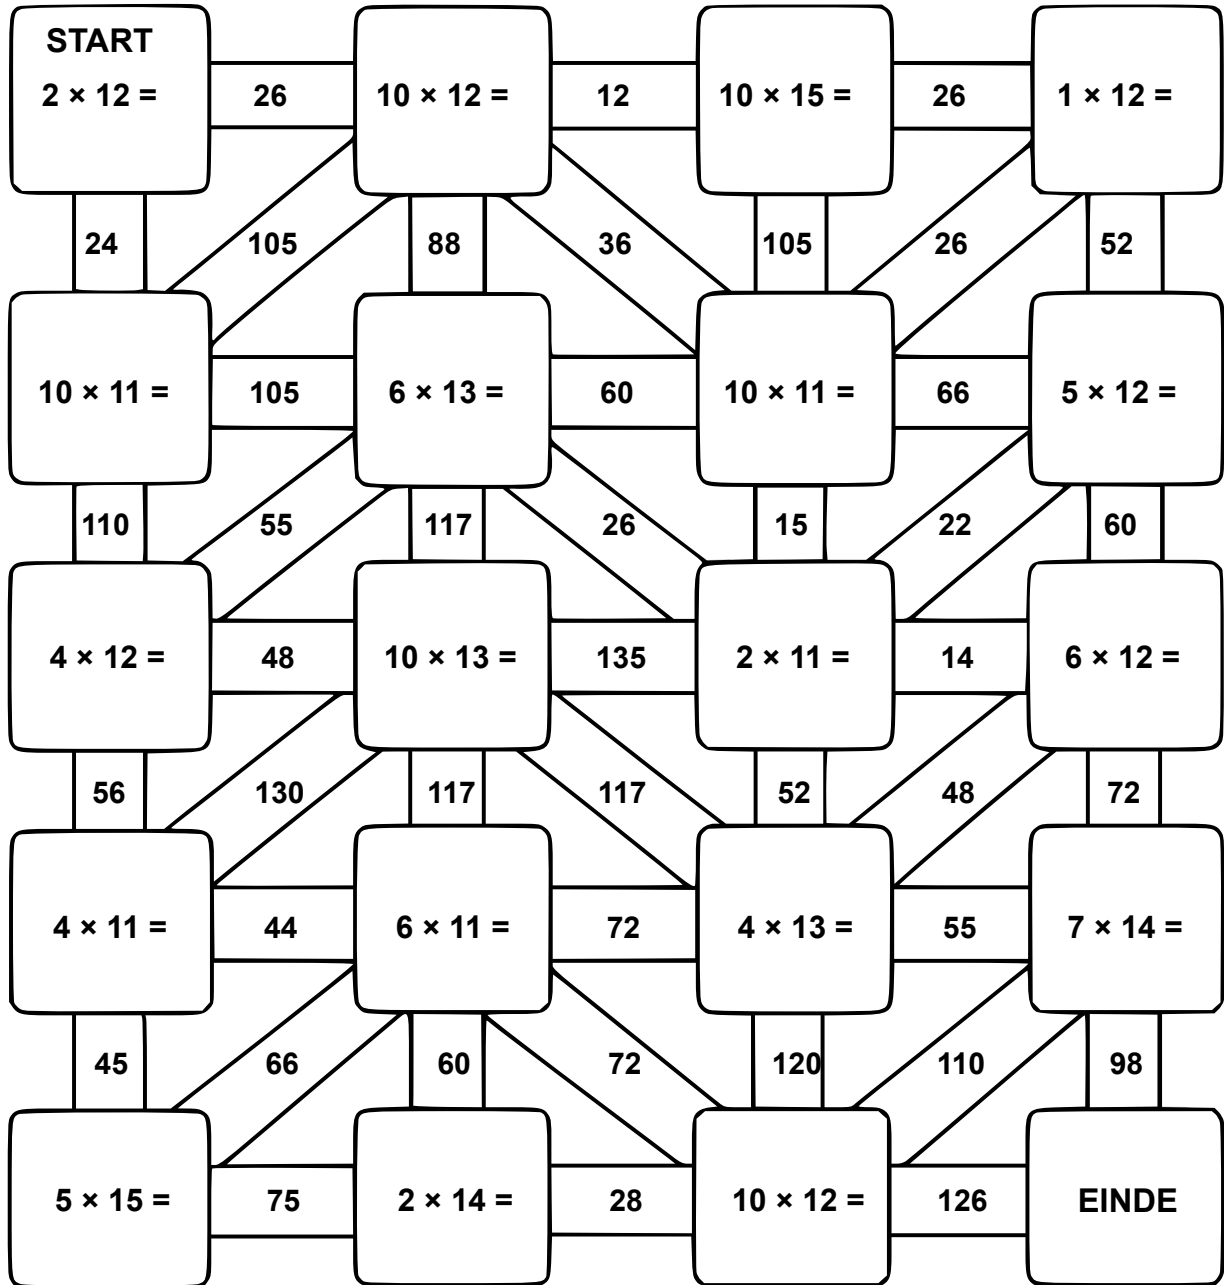 START
2 × 12 = 26 10 × 12 = 12 10 × 15 = 26 1 × 12 =
24 105 88 36 105 26 52
10 × 11 = 105 6 × 13 = 60 10 × 11 = 66 5 × 12 =
110 55 117 26 15 22 60
4 × 12 = 48 10 × 13 = 135 2 × 11 = 14 6 × 12 =
56 130 117 117 52 48 72
4 × 11 = 44 6 × 11 = 72 4 × 13 = 55 7 × 14 =
45 66 60 72 120 110 98
5 × 15 = 75 2 × 14 = 28 10 × 12 = 126 EINDE